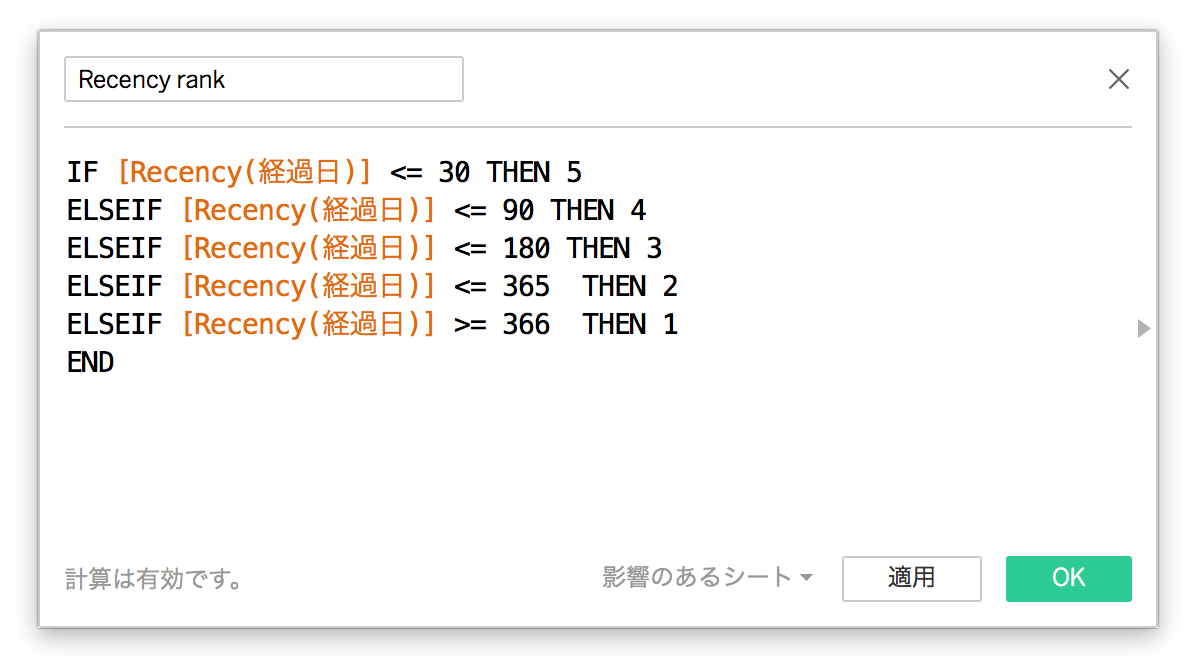 Recency rank
IF [Recency(経過日)] <= 30 THEN 5
ELSEIF [Recency(経過日)] <= 90 THEN 4
ELSEIF [Recency(経過日)] <= 180 THEN 3
ELSEIF [Recency(経過日)] <= 365  THEN 2
ELSEIF [Recency(経過日)] >= 366  THEN 1
END
計算は有効です。
影響のあるシート
適用
OK